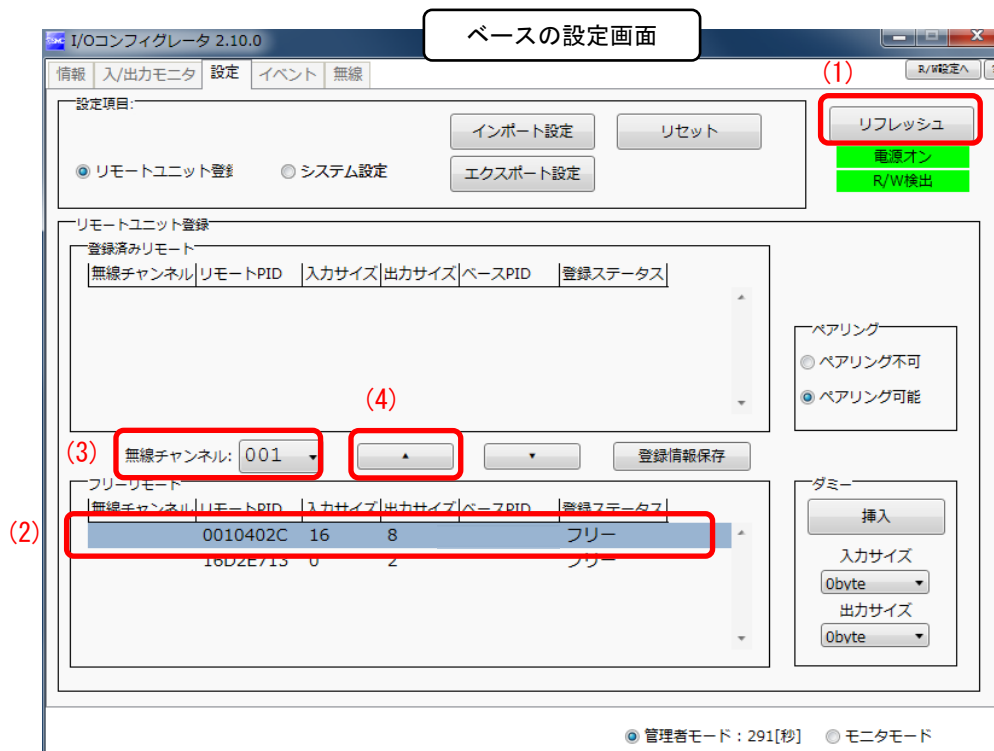 ベースの設定画面
I/Oコンフィグレータ 2.10.0
情報 入/出力モニタ 設定 イベント 無線
(1)
R/W設定へ
設定項目:
インポート設定 リセット
リフレッシュ
電源オン
リモートユニット登録 システム設定
エクスポート設定
R/W検出
リモートユニット登録
登録済みリモート
無線チャンネル リモートPID 入力サイズ 出力サイズ ベースPID 登録ステータス
ペアリング
ペアリング不可
ペアリング可能
(4)
(3)
無線チャンネル: 001 ▲ ▼ 登録情報保存
フリーリモート
無線チャンネル リモートPID 入力サイズ 出力サイズ ベースPID 登録ステータス
(2)
0010402C 16 8 フリー
16D2E713 0 2 フリー
ダミー
挿入
入力サイズ
0byte
出力サイズ
0byte
管理者モード：291[秒] モニタモード